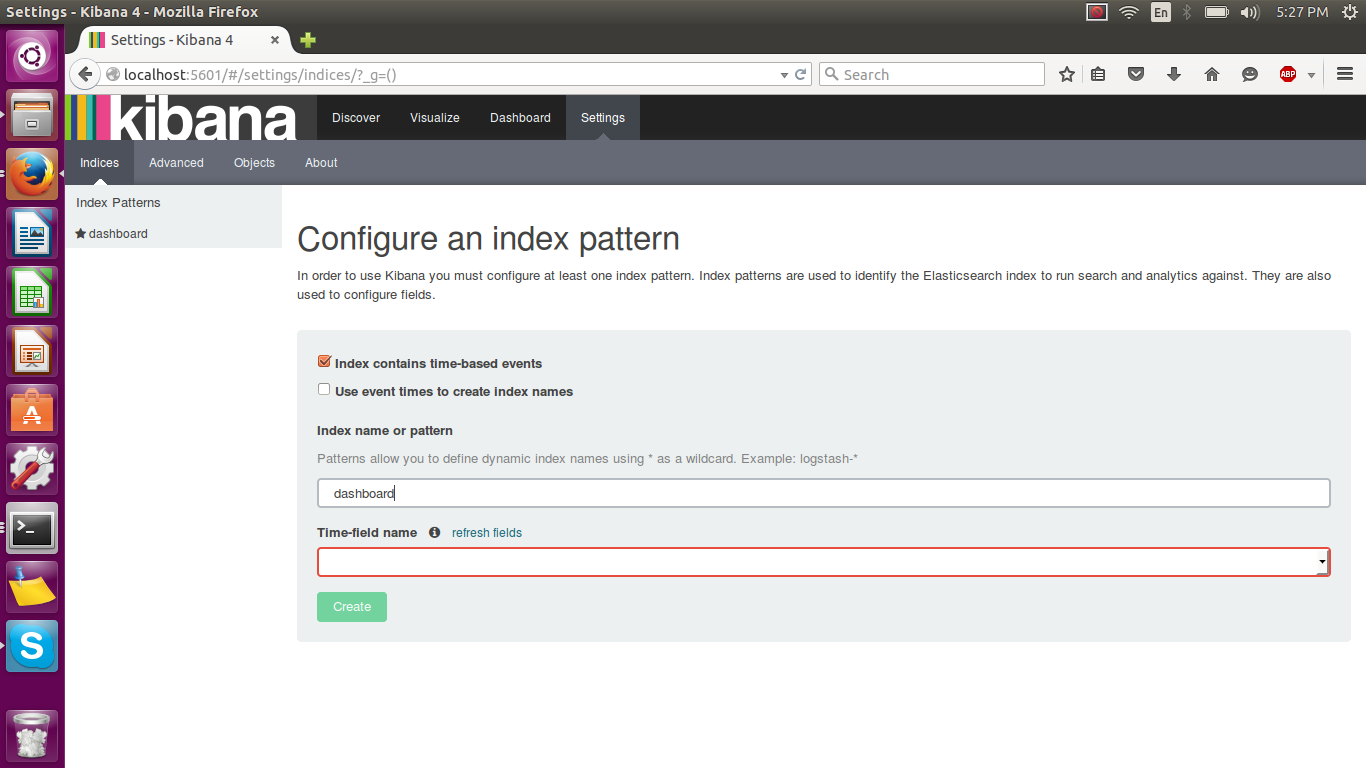 Settings - Kibana 4 - Mozilla Firefox
En
5:27 PM
Settings - Kibana 4
localhost:5601/#/settings/indices/?_g=()
Search
ABP
kibana
Discover
Visualize
Dashboard
Settings
Indices
Advanced
Objects
About
Index Patterns
dashboard
Configure an index pattern
In order to use Kibana you must configure at least one index pattern. Index patterns are used to identify the Elasticsearch index to run search and analytics against. They are also
used to configure fields.
Index contains time-based events
Use event times to create index names
Index name or pattern
Patterns allow you to define dynamic index names using * as a wildcard. Example: logstash-*
dashboard
Time-field name
refresh fields
Create